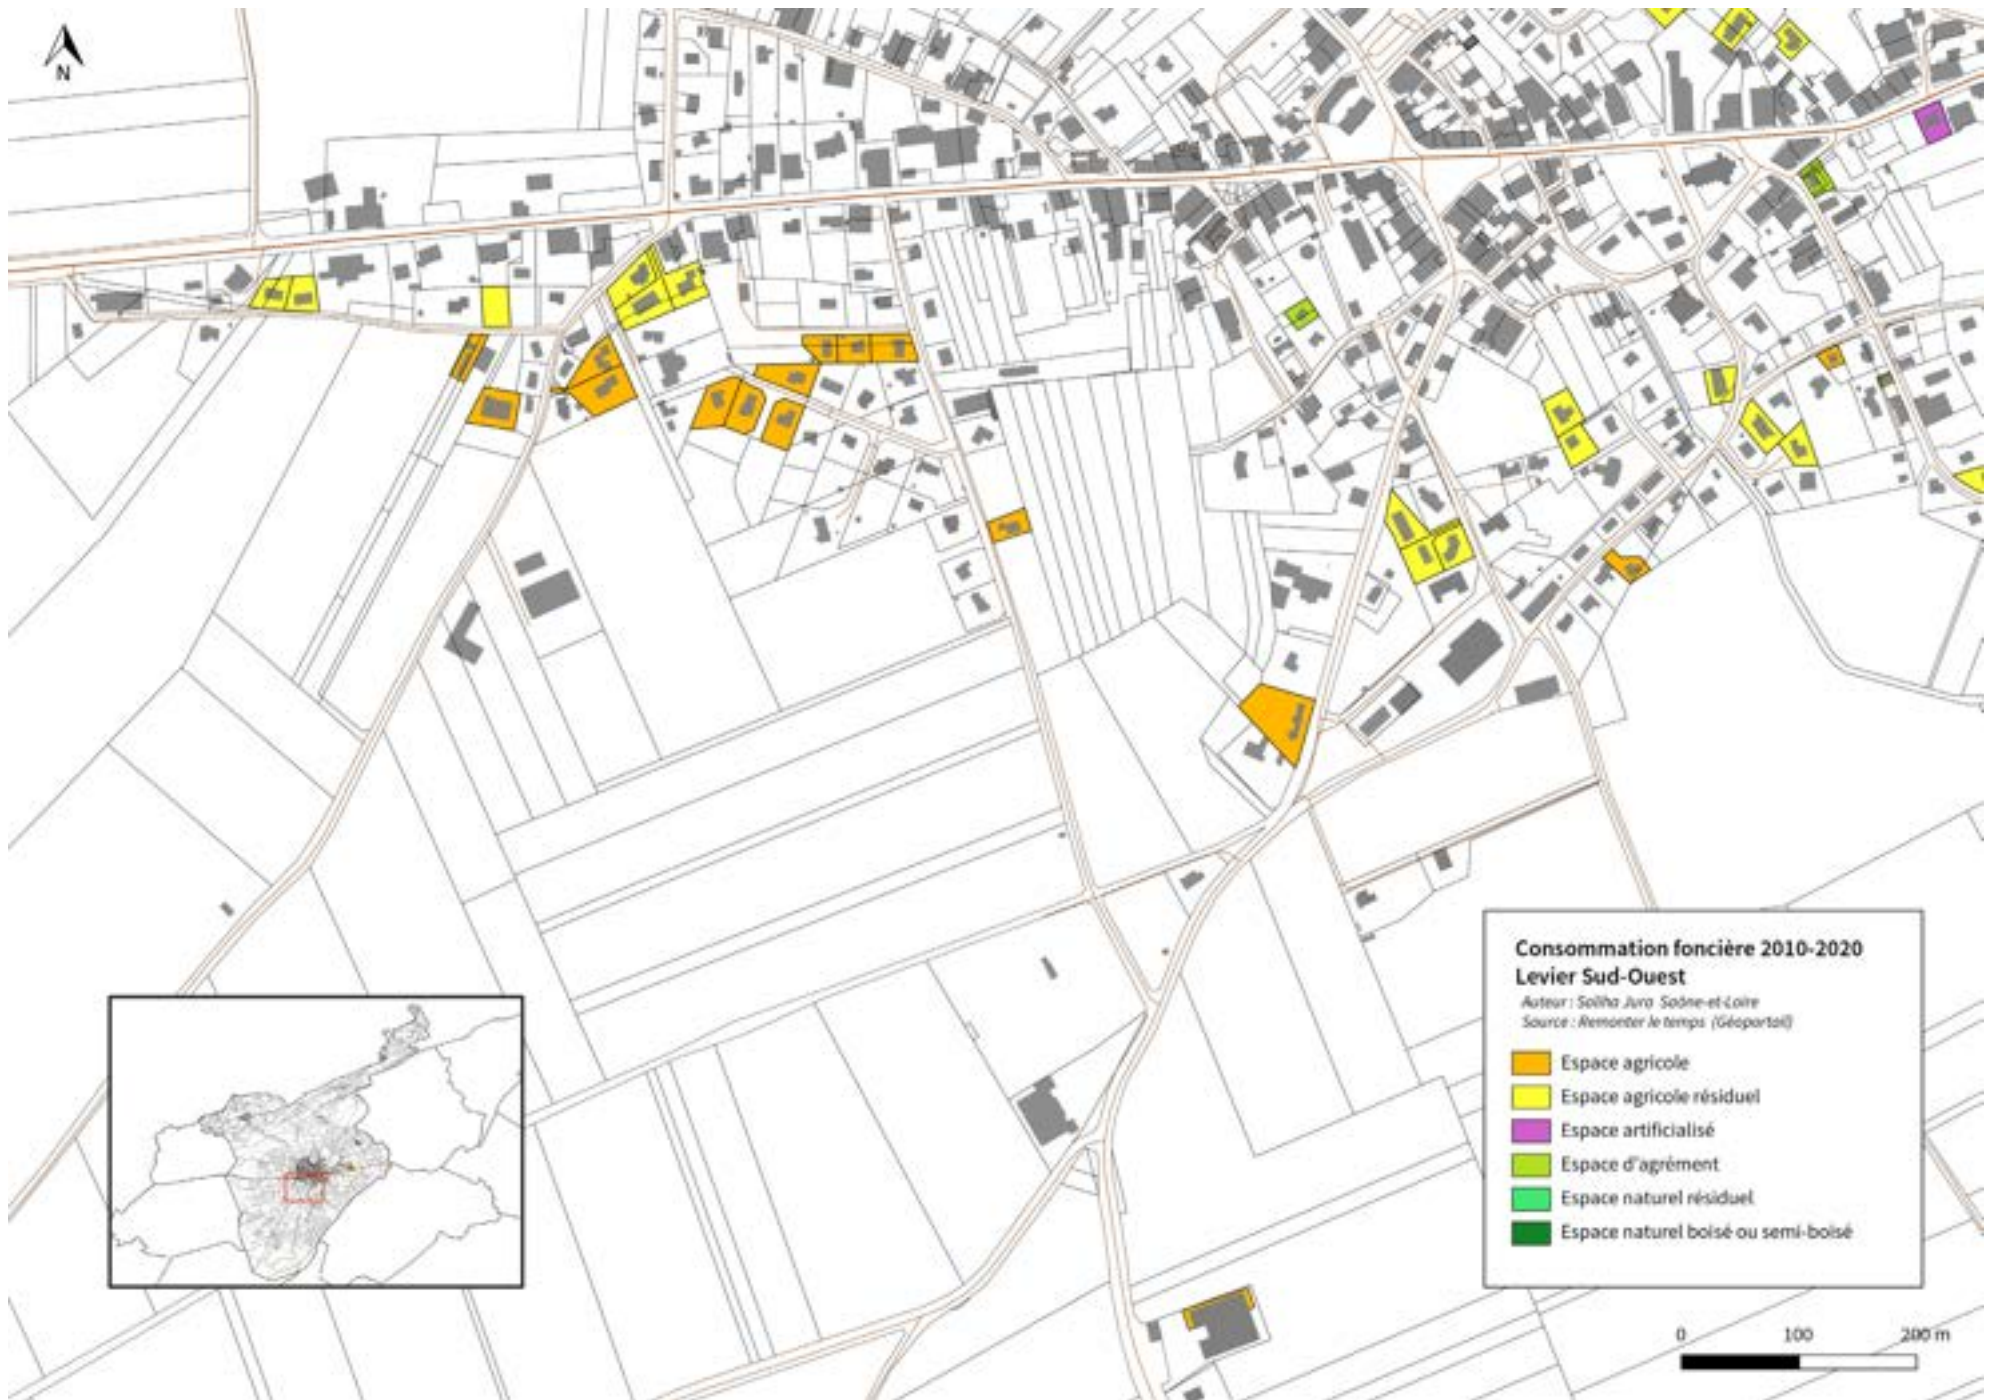 N
Consommation foncière 2010-2020
Levier Sud-Ouest
Auteur : Soliha Jura Saône-et-Loire
Source : Remonter le temps (Géoportail)
Espace agricole
Espace agricole résiduel
Espace artificialisé
Espace d'agrément
Espace naturel résiduel
Espace naturel boisé ou semi-boisé
0 100 200 m